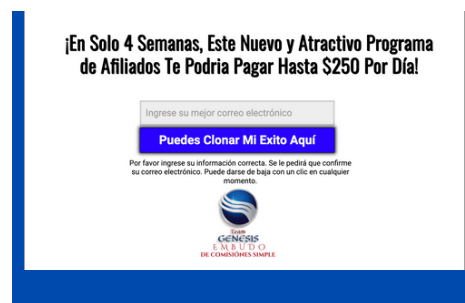 ¡En Solo 4 Semanas, Este Nuevo y Atractivo Programa
de Afiliados Te Podria Pagar Hasta $250 Por Día!
Ingrese su mejor correo electrónico
Puedes Clonar Mi Exito Aquí
Por favor ingrese su información correcta. Se le pedirá que confirme
su correo electrónico. Puede darse de baja con un clic en cualquier
momento.
Team
GENESIS
EMBUDO
DE COMISIONES SIMPLE